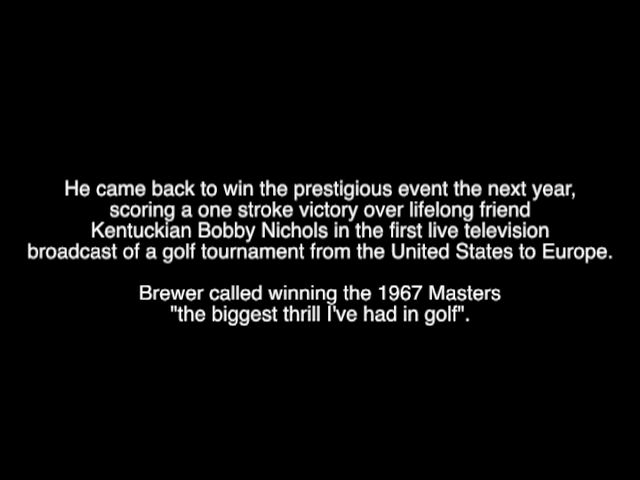 He came back to win the prestigious event the next year,
scoring a one stroke victory over lifelong friend
Kentuckian Bobby Nichols in the first live television
broadcast of a golf tournament from the United States to Europe.
Brewer called winning the 1967 Masters
"the biggest thrill I've had in golf".